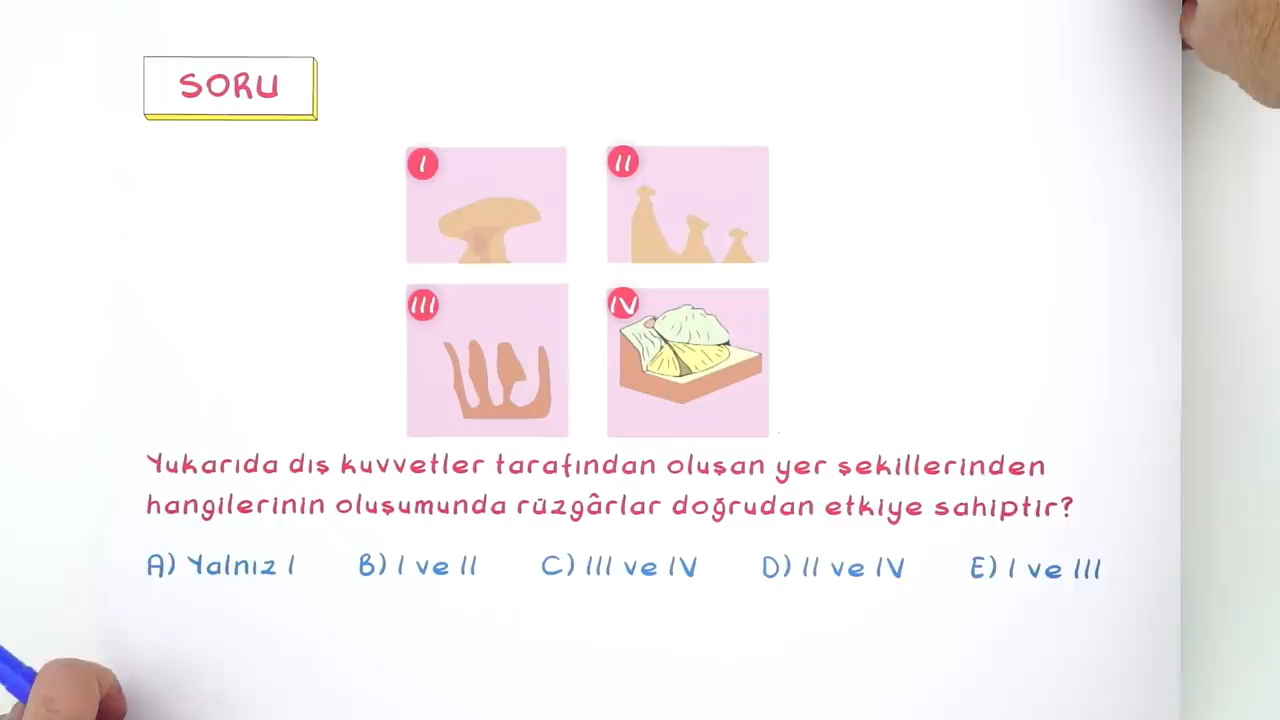 SORU
I
II
III
IV
Yukarıda dış kuvvetler tarafından oluşan yer şekillerinden
hangilerinin oluşumunda rüzgârlar doğrudan etkiye sahiptir?
A) Yalnız I B) I ve II C) III ve IV D) II ve IV E) I ve III